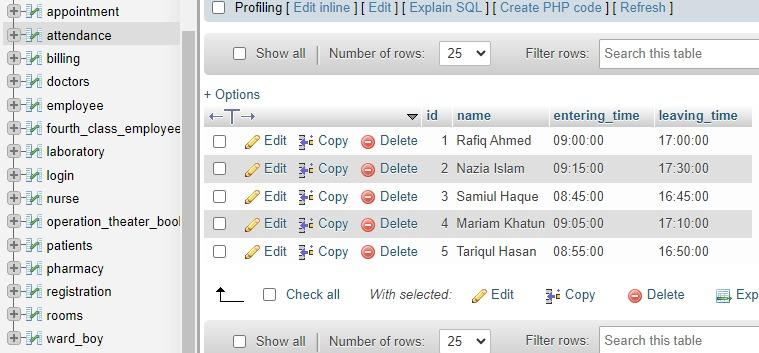 appointment
attendance
billing
doctors
employee
fourth_class_employee
laboratory
login
nurse
operation_theater_bool
patients
pharmacy
registration
rooms
ward_boy
Profiling [ Edit inline ] [ Edit ] [ Explain SQL ] [ Create PHP code ] [ Refresh ]
Show all Number of rows: 25 Filter rows: Search this table
+ Options
id name entering_time leaving_time
Edit Copy Delete 1 Rafiq Ahmed 09:00:00 17:00:00
Edit Copy Delete 2 Nazia Islam 09:15:00 17:30:00
Edit Copy Delete 3 Samiul Haque 08:45:00 16:45:00
Edit Copy Delete 4 Mariam Khatun 09:05:00 17:10:00
Edit Copy Delete 5 Tariqul Hasan 08:55:00 16:50:00
Check all With selected: Edit Copy Delete Exp
Show all Number of rows: 25 Filter rows: Search this table